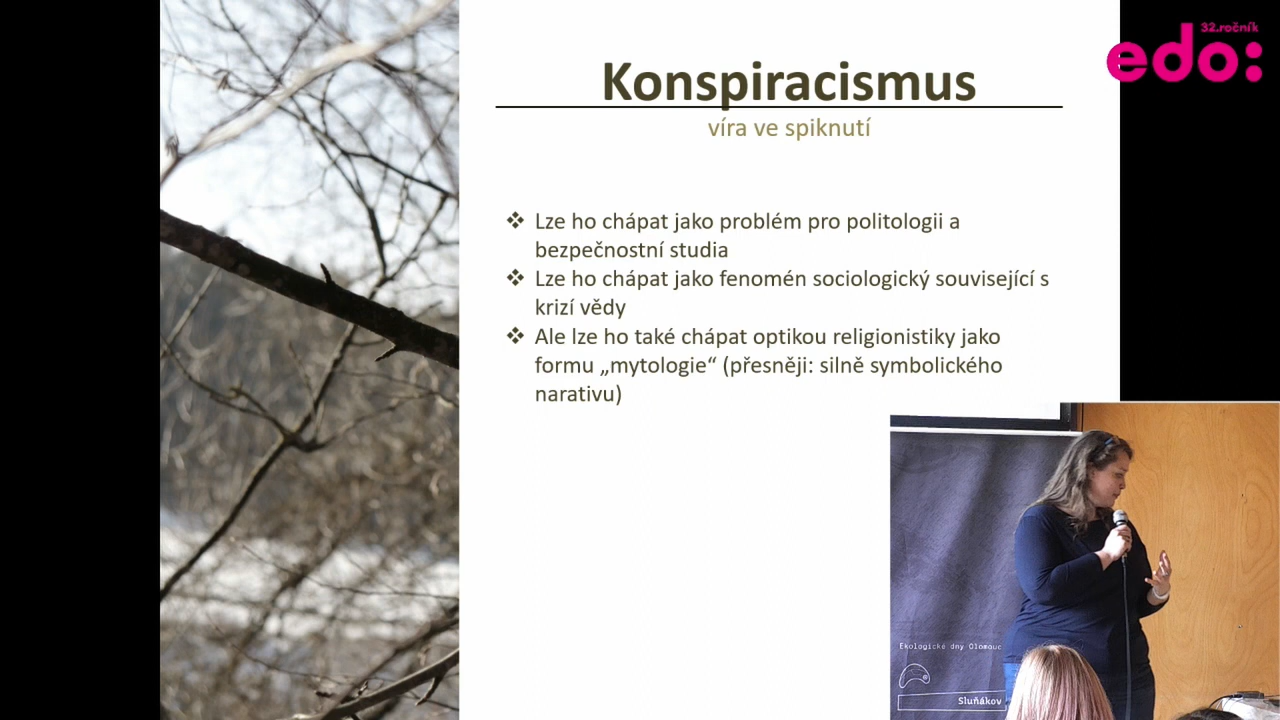 32.ročník
edo:
Konspiracismus
víra ve spiknutí
❖ Lze ho chápat jako problém pro politologii a
bezpečnostní studia
❖ Lze ho chápat jako fenomén sociologický související s
krizí vědy
❖ Ale lze ho také chápat optikou religionistiky jako
formu „mytologie“ (přesněji: silně symbolického
narativu)
Ekologické dny Olomouc
Sluňákov